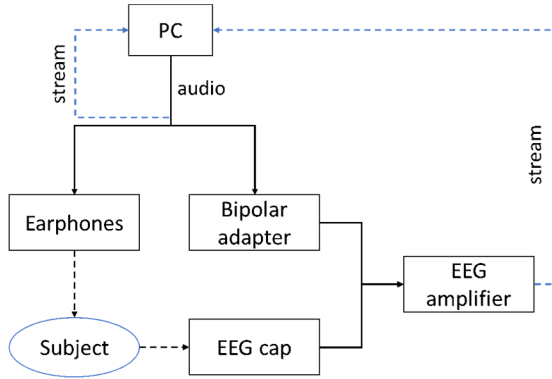 PC
stream
audio
stream
Earphones
Bipolar
adapter
EEG
amplifier
Subject
EEG cap